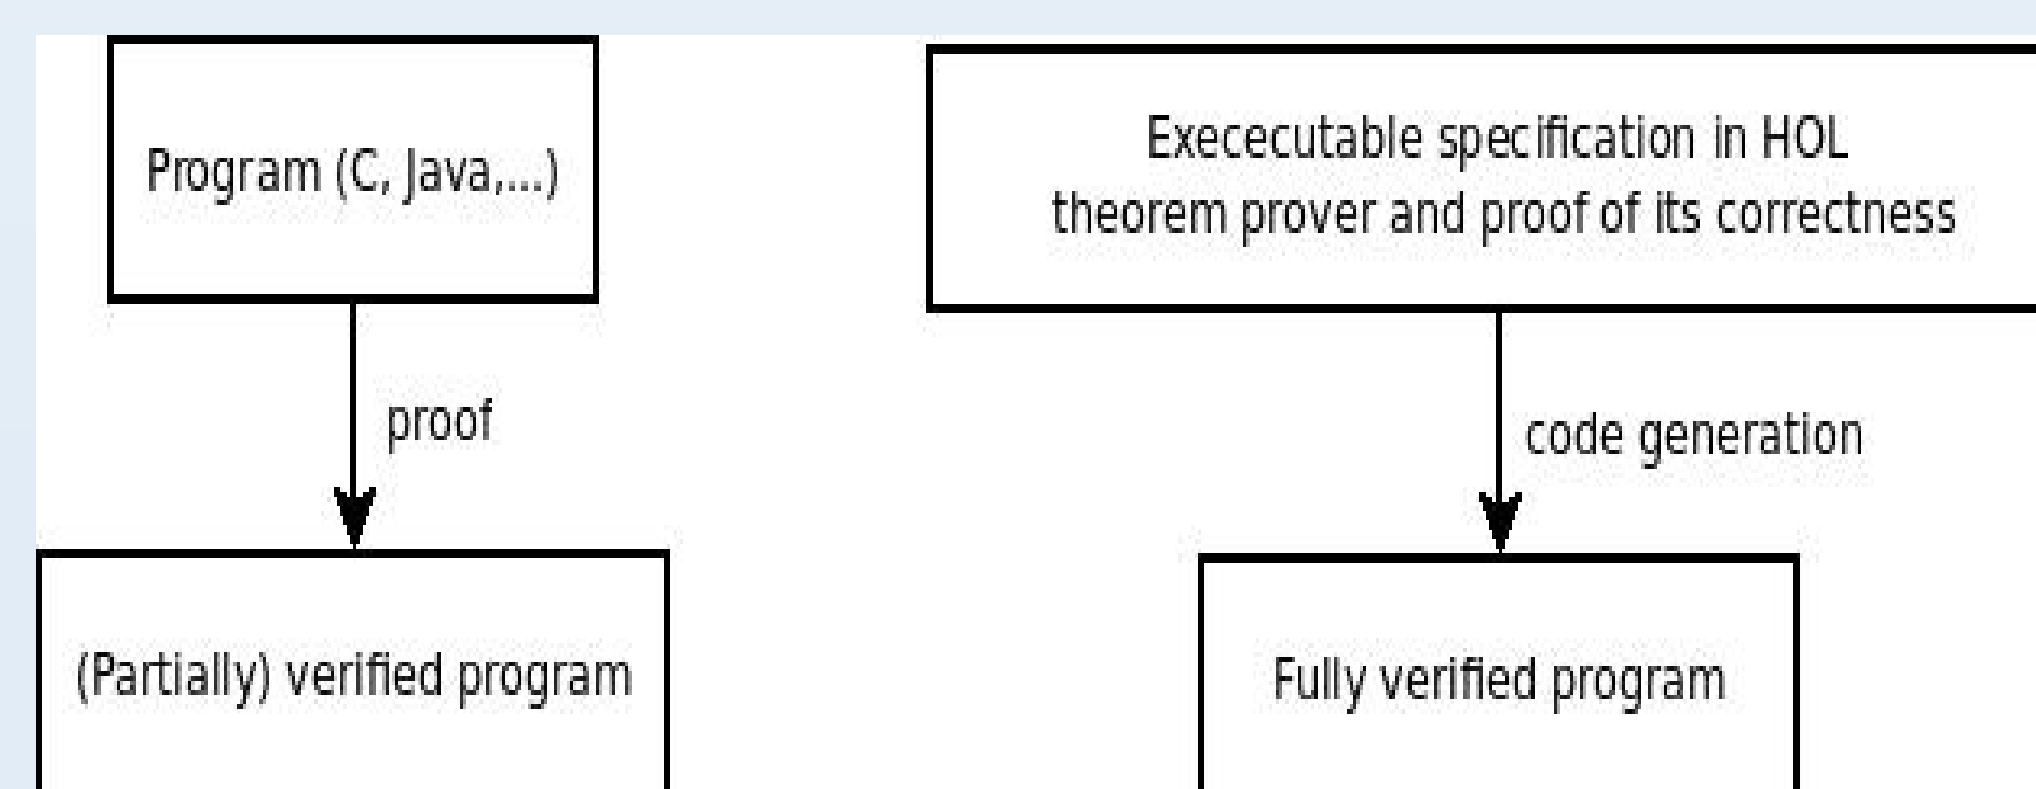 Program (C, Java,...)
proof
(Partially) verified program
Exececutable specification in HOL
theorem prover and proof of its correctness
code generation
Fully verified program